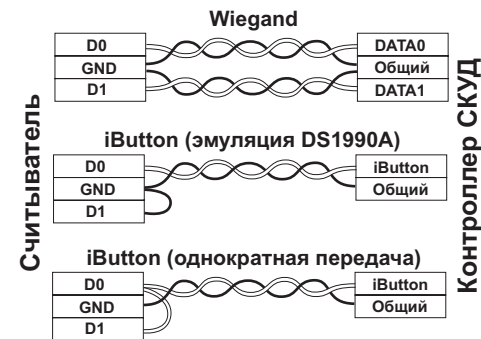 Wiegand
D0 DATA0
GND Общий
D1 DATA1
Считыватель
Контроллер СКУД
iButton (эмуляция DS1990A)
D0 iButton
GND Общий
D1
iButton (однократная передача)
D0 iButton
GND Общий
D1